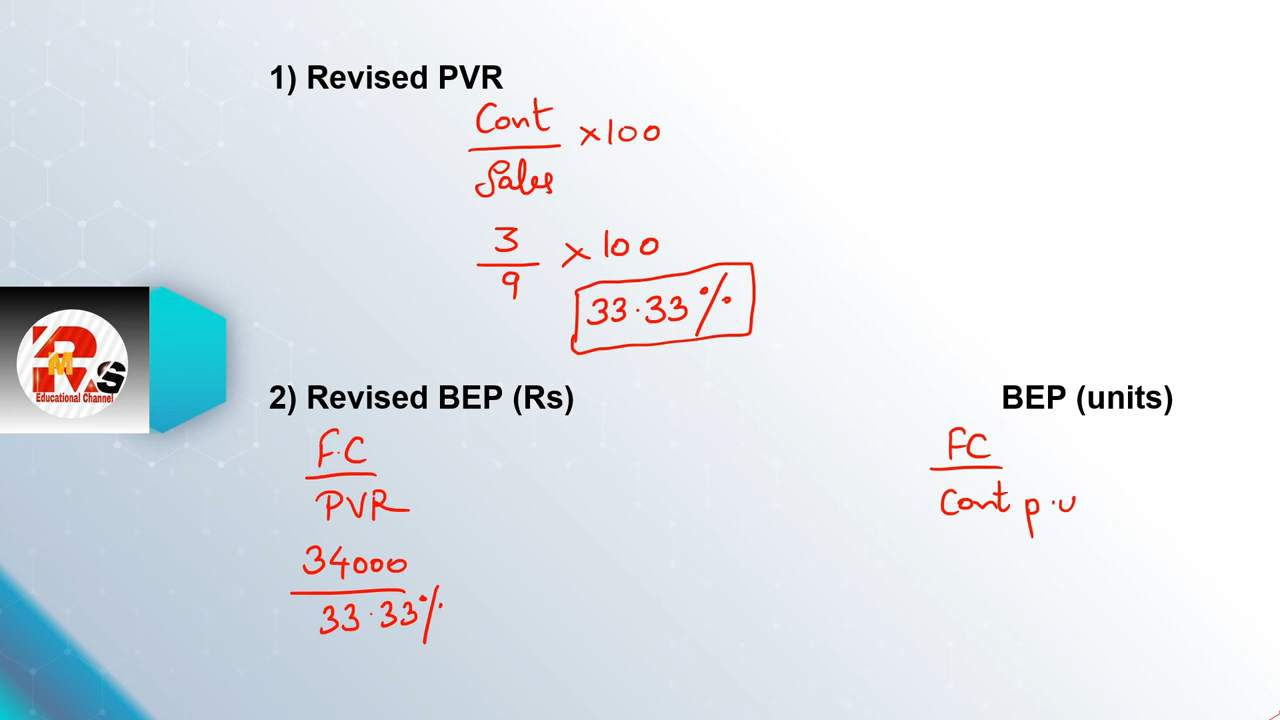 1) Revised PVR
Cont
Sales
×100
3
9
× 100
33.33%
RMS
Educational Channel
2) Revised BEP (Rs)
F.C
PVR
34000
33.33%
BEP (units)
FC
Cont p.u